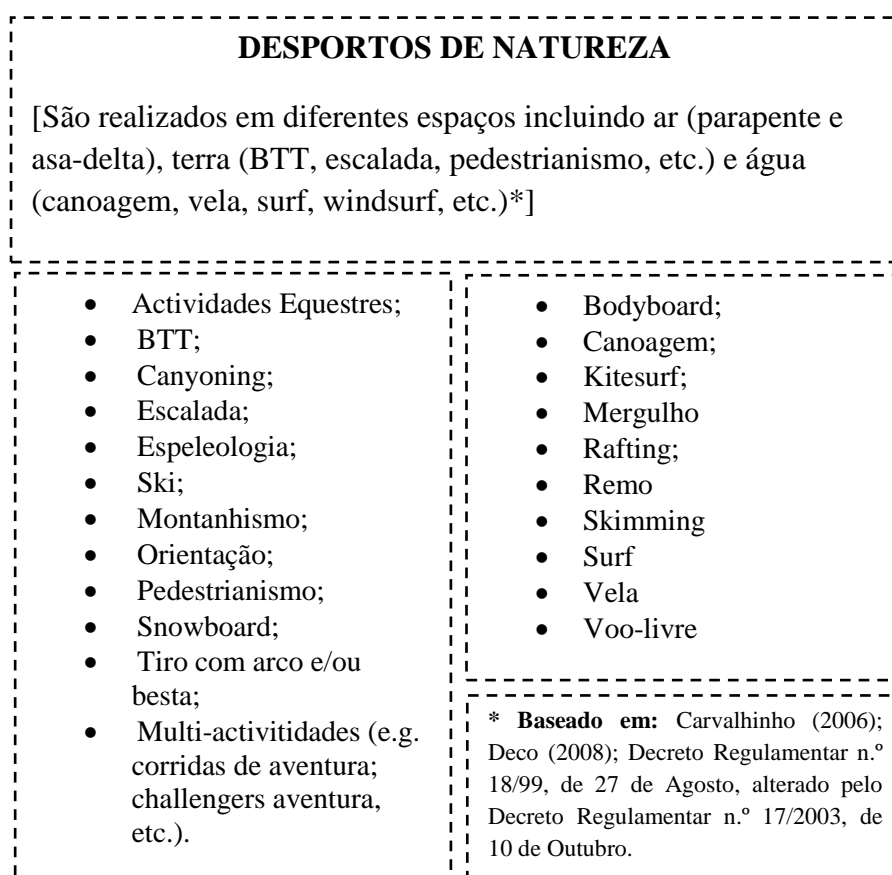 DESPORTOS DE NATUREZA
[São realizados em diferentes espaços incluindo ar (parapente e
asa-delta), terra (BTT, escalada, pedestrianismo, etc.) e água
(canoagem, vela, surf, windsurf, etc.)*]
• Actividades Equestres;
• BTT;
• Canyoning;
• Escalada;
• Espeleologia;
• Ski;
• Montanhismo;
• Orientação;
• Pedestrianismo;
• Snowboard;
• Tiro com arco e/ou
besta;
• Multi-activitidades (e.g.
corridas de aventura;
challengers aventura,
etc.).
• Bodyboard;
• Canoagem;
• Kitesurf;
• Mergulho
• Rafting;
• Remo
• Skimming
• Surf
• Vela
• Voo-livre
* Baseado em: Carvalhinho (2006);
Deco (2008); Decreto Regulamentar n.º
18/99, de 27 de Agosto, alterado pelo
Decreto Regulamentar n.º 17/2003, de
10 de Outubro.